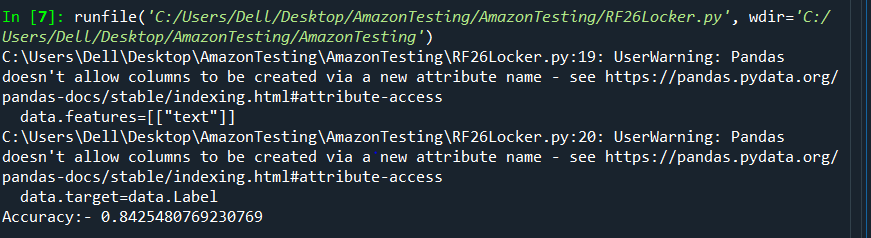 In [7]: runfile('C:/Users/Dell/Desktop/AmazonTesting/AmazonTesting/RF26Locker.py', wdir='C:/
Users/Dell/Desktop/AmazonTesting/AmazonTesting')
C:\Users\Dell\Desktop\AmazonTesting\AmazonTesting\RF26Locker.py:19: UserWarning: Pandas
doesn't allow columns to be created via a new attribute name - see https://pandas.pydata.org/
pandas-docs/stable/indexing.html#attribute-access
  data.features=[["text"]]
C:\Users\Dell\Desktop\AmazonTesting\AmazonTesting\RF26Locker.py:20: UserWarning: Pandas
doesn't allow columns to be created via a new attribute name - see https://pandas.pydata.org/
pandas-docs/stable/indexing.html#attribute-access
  data.target=data.Label
Accuracy:- 0.8425480769230769